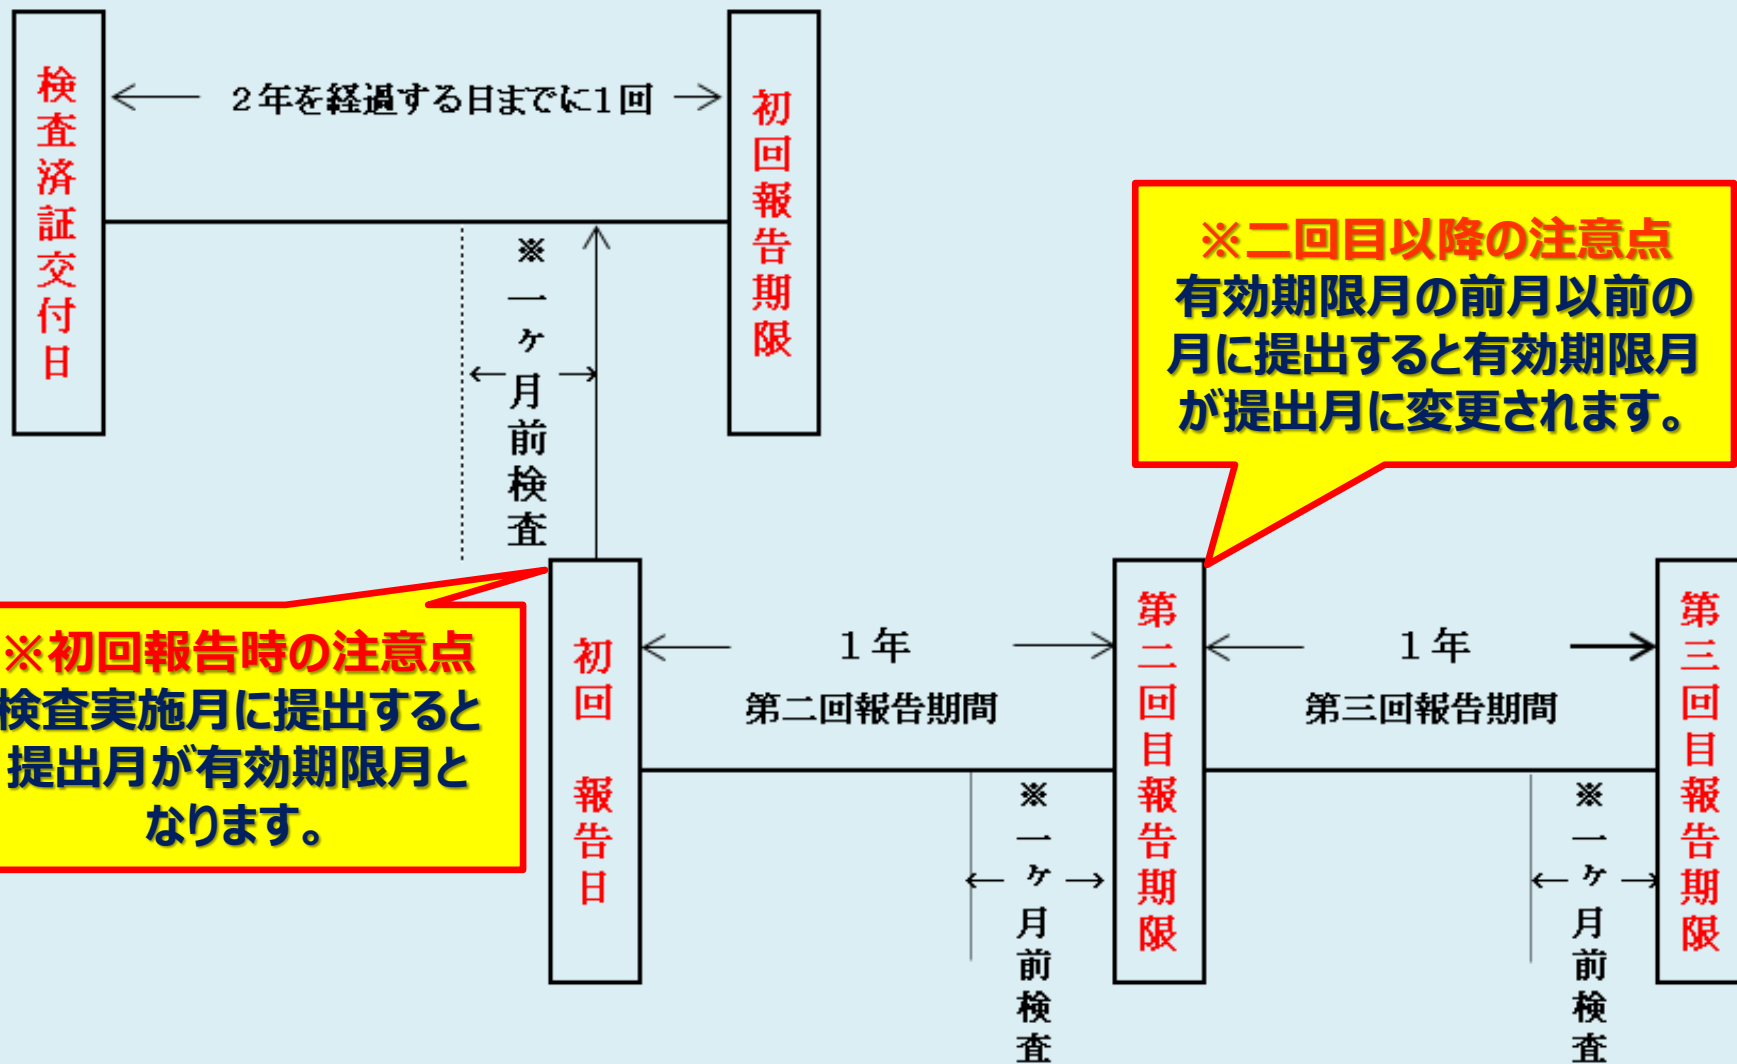 検査済証交付日
2年を経過する日までに1回
初回報告期限
※一ヶ月前検査
※二回目以降の注意点
有効期限月の前月以前の
月に提出すると有効期限月
が提出月に変更されます。
※初回報告時の注意点
検査実施月に提出すると
提出月が有効期限月と
なります。
初回 報告日
1年
第二回報告期間
※一ヶ月前検査
第二回目報告期限
1年
第三回報告期間
※一ヶ月前検査
第三回目報告期限